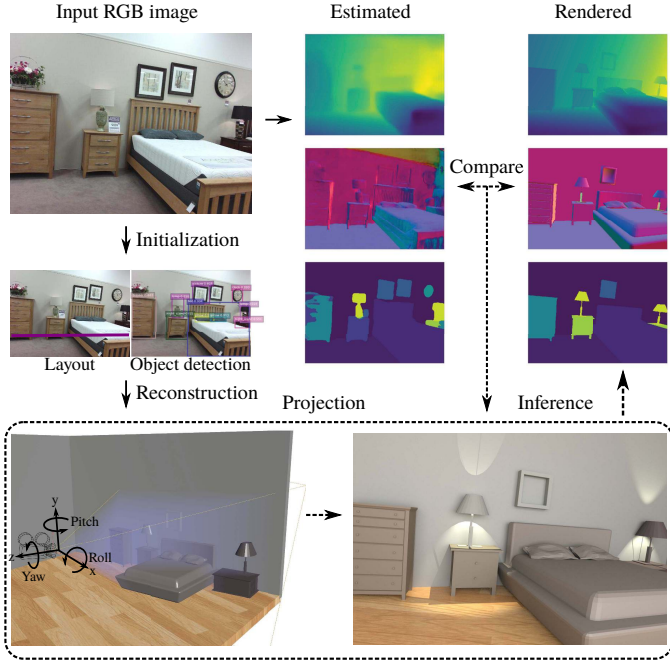 Input RGB image
Estimated
Rendered
Compare
Initialization
Layout
Object detection
Reconstruction
Projection
Inference
y
Pitch
z
Roll
Yaw
x